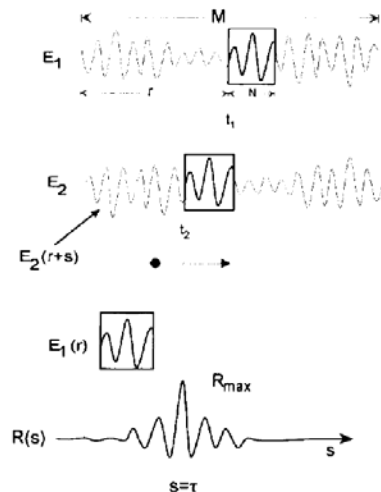 M
E1
r
N
t1
E2
t2
E2(r+s)
E1(r)
Rmax
R(s)
s
s=τ